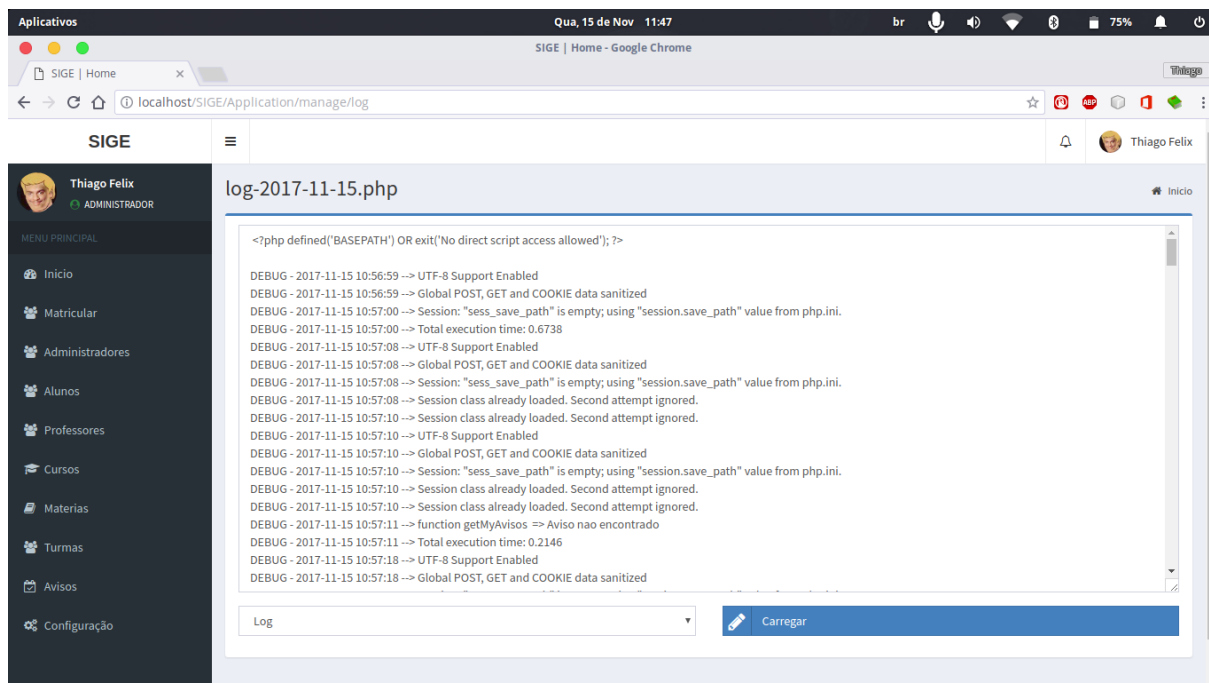 Aplicativos Qua, 15 de Nov 11:47 br 75%
SIGE | Home - Google Chrome
SIGE | Home Thiago
localhost/SIGE/Application/manage/log ABP
SIGE Thiago Felix
Thiago Felix
ADMINISTRADOR
log-2017-11-15.php Inicio
MENU PRINCIPAL
Inicio
Matricular
Administradores
Alunos
Professores
Cursos
Materias
Turmas
Avisos
Configuração
<?php defined('BASEPATH') OR exit('No direct script access allowed'); ?>
DEBUG - 2017-11-15 10:56:59 --> UTF-8 Support Enabled
DEBUG - 2017-11-15 10:56:59 --> Global POST, GET and COOKIE data sanitized
DEBUG - 2017-11-15 10:57:00 --> Session: "sess_save_path" is empty; using "session.save_path" value from php.ini.
DEBUG - 2017-11-15 10:57:00 --> Total execution time: 0.6738
DEBUG - 2017-11-15 10:57:08 --> UTF-8 Support Enabled
DEBUG - 2017-11-15 10:57:08 --> Global POST, GET and COOKIE data sanitized
DEBUG - 2017-11-15 10:57:08 --> Session: "sess_save_path" is empty; using "session.save_path" value from php.ini.
DEBUG - 2017-11-15 10:57:08 --> Session class already loaded. Second attempt ignored.
DEBUG - 2017-11-15 10:57:10 --> Session class already loaded. Second attempt ignored.
DEBUG - 2017-11-15 10:57:10 --> UTF-8 Support Enabled
DEBUG - 2017-11-15 10:57:10 --> Global POST, GET and COOKIE data sanitized
DEBUG - 2017-11-15 10:57:10 --> Session: "sess_save_path" is empty; using "session.save_path" value from php.ini.
DEBUG - 2017-11-15 10:57:10 --> Session class already loaded. Second attempt ignored.
DEBUG - 2017-11-15 10:57:10 --> Session class already loaded. Second attempt ignored.
DEBUG - 2017-11-15 10:57:11 --> function getMyAvisos => Aviso nao encontrado
DEBUG - 2017-11-15 10:57:11 --> Total execution time: 0.2146
DEBUG - 2017-11-15 10:57:18 --> UTF-8 Support Enabled
DEBUG - 2017-11-15 10:57:18 --> Global POST, GET and COOKIE data sanitized
Log Carregar